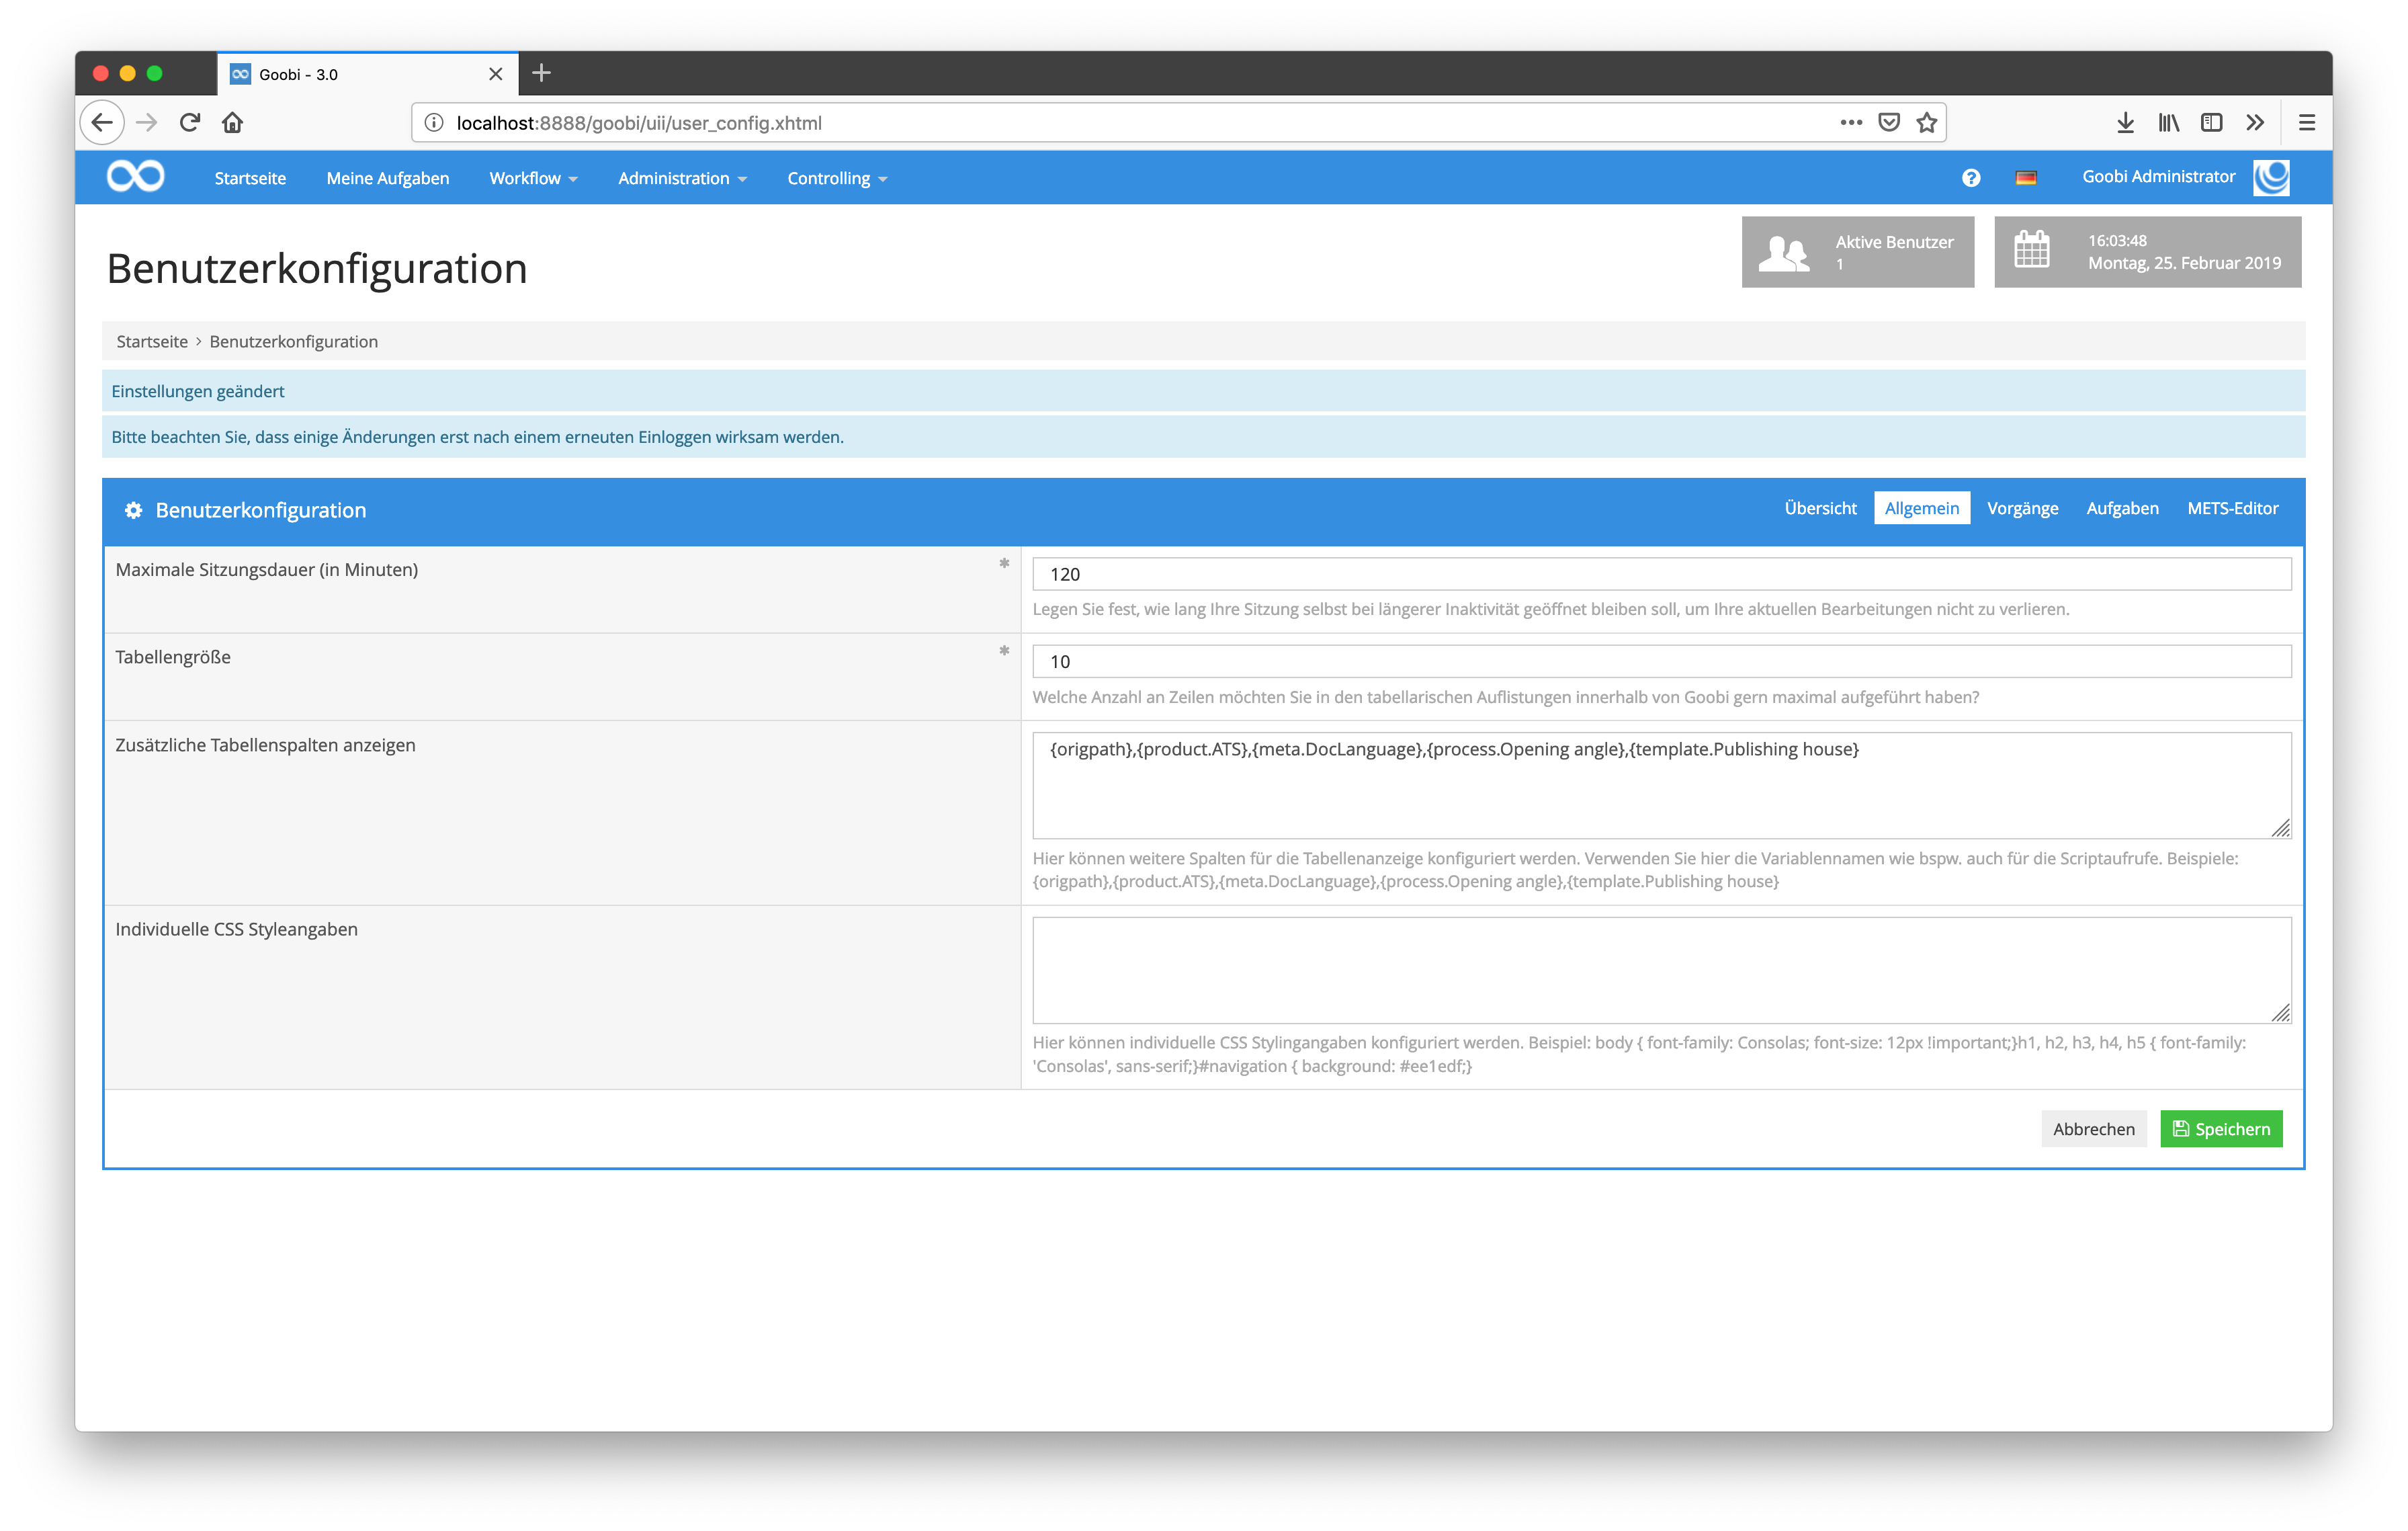 Goobi - 3.0
localhost:8888/goobi/uii/user_config.xhtml
Startseite Meine Aufgaben Workflow Administration Controlling Goobi Administrator
Benutzerkonfiguration
Aktive Benutzer
1
16:03:48
Montag, 25. Februar 2019
Startseite › Benutzerkonfiguration
Einstellungen geändert
Bitte beachten Sie, dass einige Änderungen erst nach einem erneuten Einloggen wirksam werden.
Benutzerkonfiguration
Übersicht Allgemein Vorgänge Aufgaben METS-Editor
Maximale Sitzungsdauer (in Minuten) *
120
Legen Sie fest, wie lang Ihre Sitzung selbst bei längerer Inaktivität geöffnet bleiben soll, um Ihre aktuellen Bearbeitungen nicht zu verlieren.
Tabellengröße *
10
Welche Anzahl an Zeilen möchten Sie in den tabellarischen Auflistungen innerhalb von Goobi gern maximal aufgeführt haben?
Zusätzliche Tabellenspalten anzeigen
{origpath},{product.ATS},{meta.DocLanguage},{process.Opening angle},{template.Publishing house}
Hier können weitere Spalten für die Tabellenanzeige konfiguriert werden. Verwenden Sie hier die Variablennamen wie bspw. auch für die Scriptaufrufe. Beispiele:
{origpath},{product.ATS},{meta.DocLanguage},{process.Opening angle},{template.Publishing house}
Individuelle CSS Styleangaben
Hier können individuelle CSS Stylingangaben konfiguriert werden. Beispiel: body { font-family: Consolas; font-size: 12px !important;}h1, h2, h3, h4, h5 { font-family:
'Consolas', sans-serif;}#navigation { background: #ee1edf;}
Abbrechen Speichern